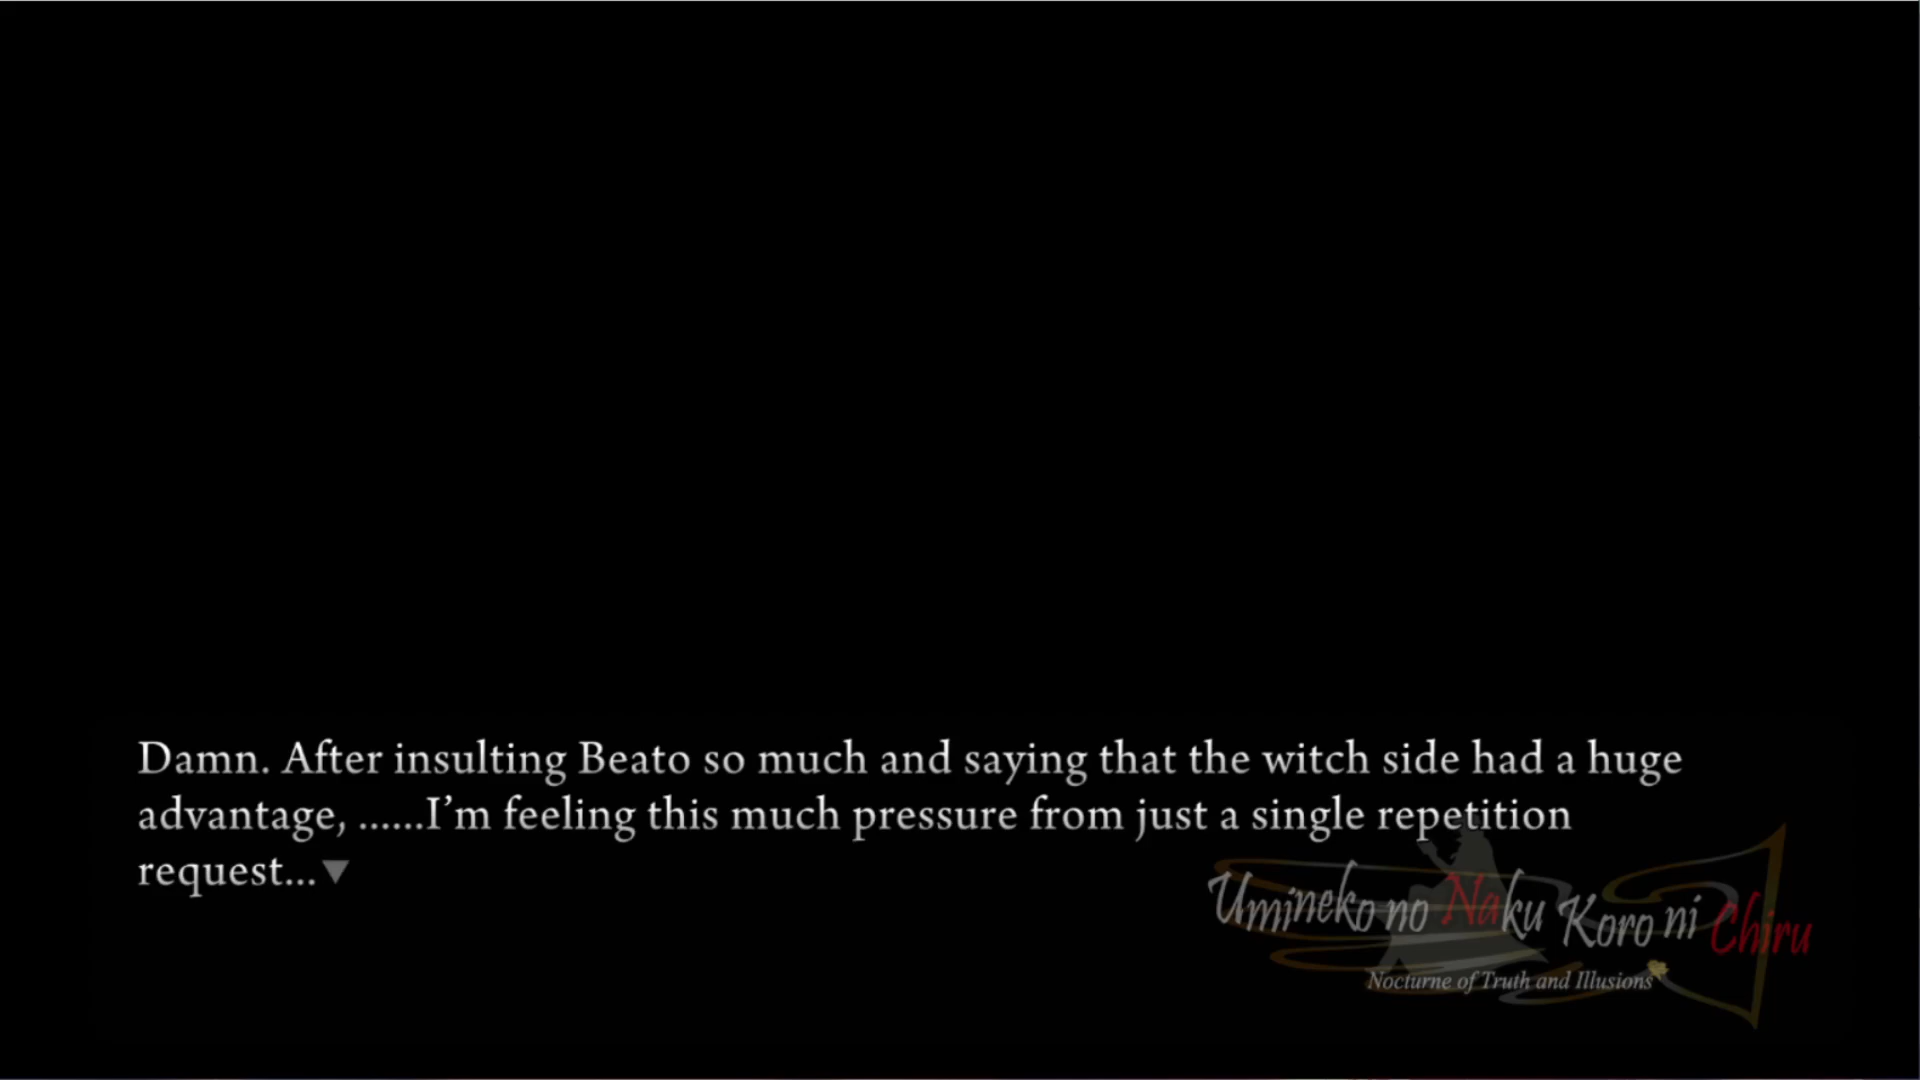 Damn. After insulting Beato so much and saying that the witch side had a huge
advantage, ......I'm feeling this much pressure from just a single repetition
request...▼
Umineko no Naku Koro ni Chiru
Nocturne of Truth and Illusions